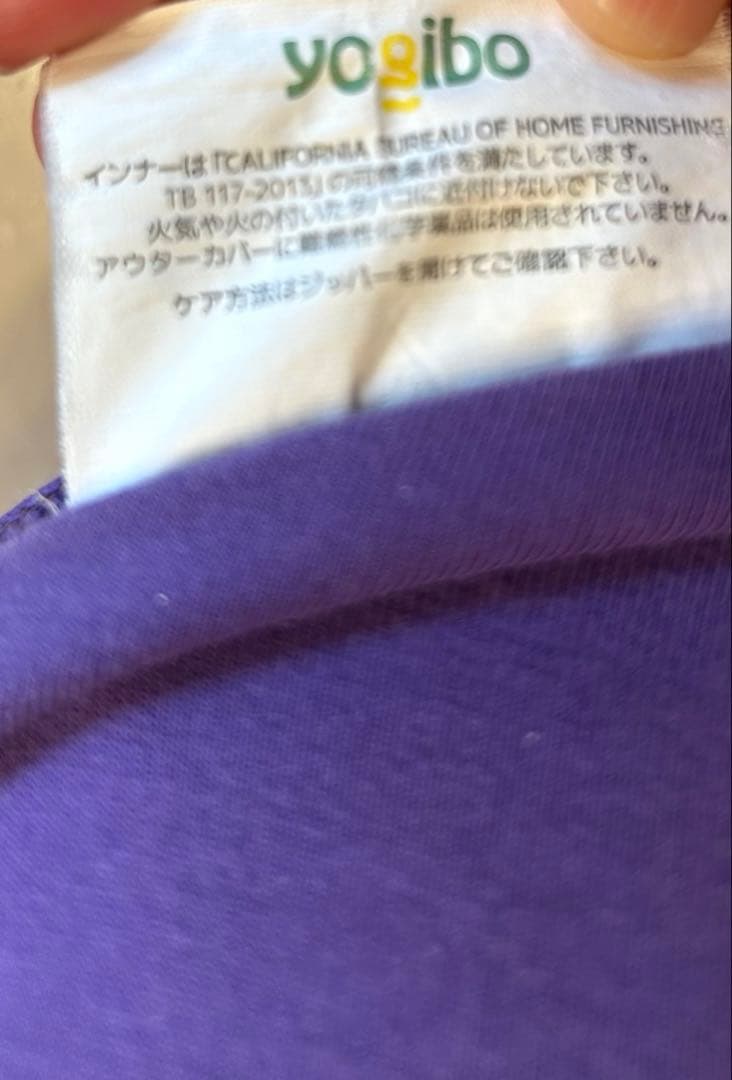 yogibo
インナーは「CALIFORNIA BUREAU OF HOME FURNISHING
TB 117-2013」の可燃条件を満たしています。
火気や火の付いたタバコに近付けないで下さい。
アウターカバーに難燃性化学薬品は使用されていません。
ケア方法はジッパーを開けてご確認下さい。